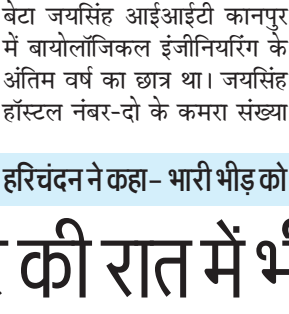 बेटा जयसिंह आईआईटी कानपुर
में बायोलॉजिकल इंजीनियरिंग के
अंतिम वर्ष का छात्र था। जयसिंह
हॉस्टल नंबर-दो के कमरा संख्या
हरिचंदन ने कहा- भारी भीड़ को
की रात में